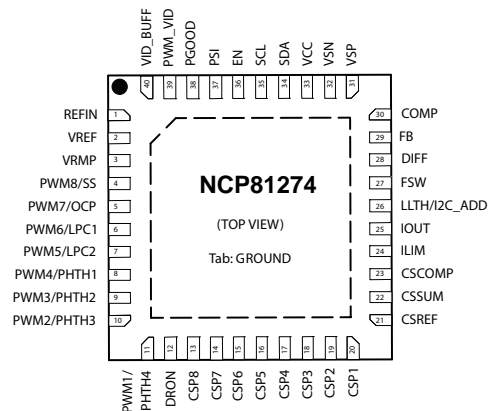 VID_BUFF
PWM_VID
PGOOD
PSI
EN
SCL
SDA
VCC
VSN
VSP
40
39
38
37
36
35
34
33
32
31
REFIN 1
VREF 2
VRMP 3
PWM8/SS 4
PWM7/OCP 5
PWM6/LPC1 6
PWM5/LPC2 7
PWM4/PHTH1 8
PWM3/PHTH2 9
PWM2/PHTH3 10
NCP81274
(TOP VIEW)
Tab: GROUND
30 COMP
29 FB
28 DIFF
27 FSW
26 LLTH/I2C_ADD
25 IOUT
24 ILIM
23 CSCOMP
22 CSSUM
21 CSREF
11
12
13
14
15
16
17
18
19
20
PWM1/
PHTH4
DRON
CSP8
CSP7
CSP6
CSP5
CSP4
CSP3
CSP2
CSP1